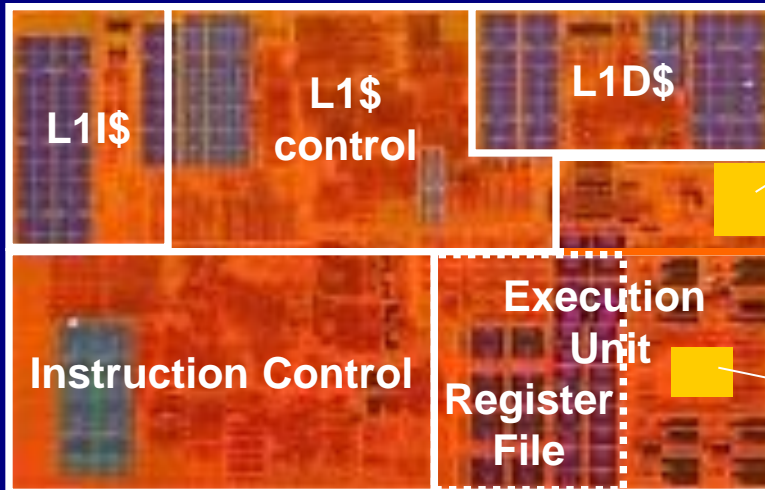 L1I$
L1$
control
L1D$
Execution
Unit
Instruction Control
Register
File